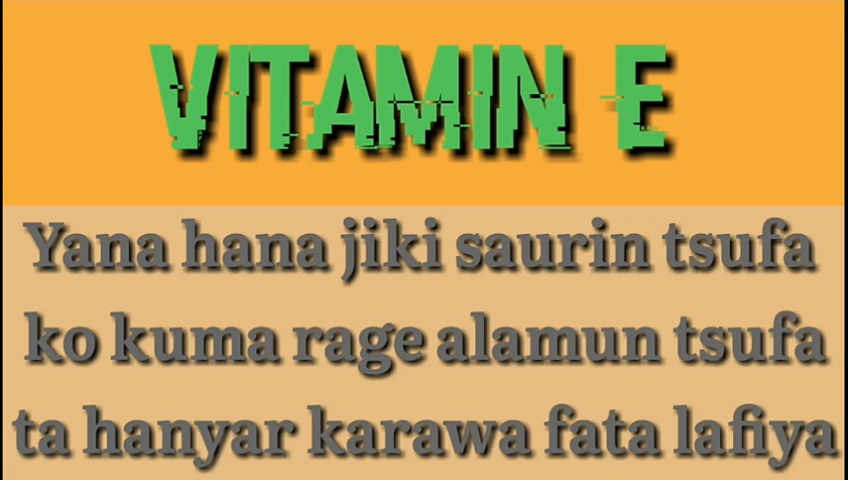 VITAMIN E
Yana hana jiki saurin tsufa
ko kuma rage alamun tsufa
ta hanyar karawa fata lafiya